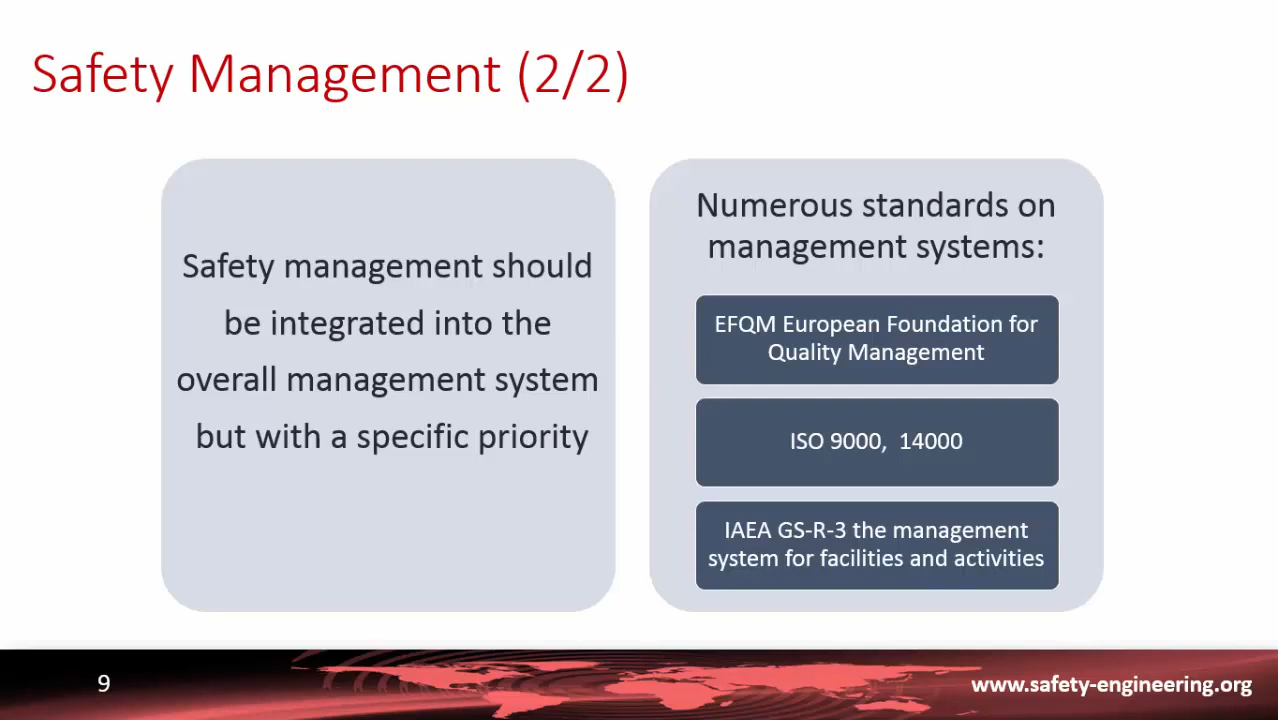 Safety Management (2/2)
Safety management should
be integrated into the
overall management system
but with a specific priority
Numerous standards on
management systems:
EFQM European Foundation for
Quality Management
ISO 9000,  14000
IAEA GS-R-3 the management
system for facilities and activities
9
www.safety-engineering.org